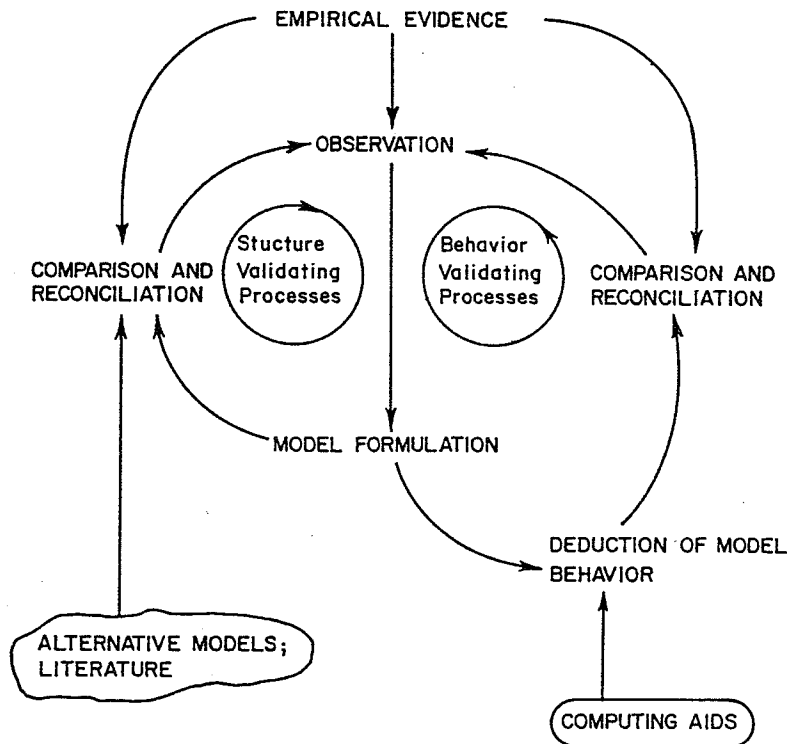 EMPIRICAL EVIDENCE
OBSERVATION
Stucture
Validating
Processes
Behavior
Validating
Processes
COMPARISON AND
RECONCILIATION
COMPARISON AND
RECONCILIATION
MODEL FORMULATION
DEDUCTION OF MODEL
BEHAVIOR
ALTERNATIVE MODELS;
LITERATURE
COMPUTING AIDS